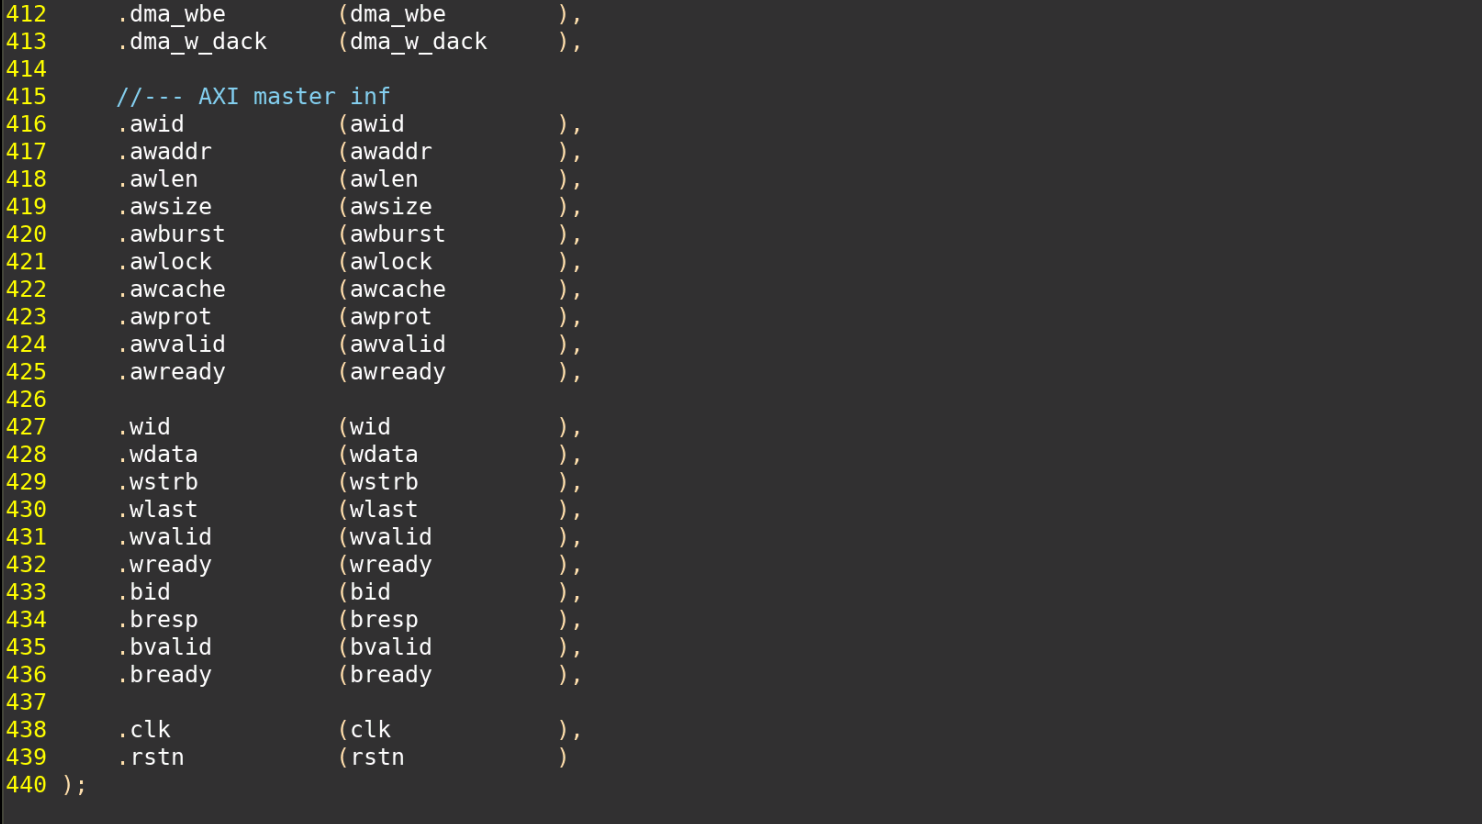 412     .dma_wbe        (dma_wbe        ),
413     .dma_w_dack     (dma_w_dack     ),
414
415     //--- AXI master inf
416     .awid           (awid           ),
417     .awaddr         (awaddr         ),
418     .awlen          (awlen          ),
419     .awsize         (awsize         ),
420     .awburst        (awburst        ),
421     .awlock         (awlock         ),
422     .awcache        (awcache        ),
423     .awprot         (awprot         ),
424     .awvalid        (awvalid        ),
425     .awready        (awready        ),
426
427     .wid            (wid            ),
428     .wdata          (wdata          ),
429     .wstrb          (wstrb          ),
430     .wlast          (wlast          ),
431     .wvalid         (wvalid         ),
432     .wready         (wready         ),
433     .bid            (bid            ),
434     .bresp          (bresp          ),
435     .bvalid         (bvalid         ),
436     .bready         (bready         ),
437
438     .clk            (clk            ),
439     .rstn           (rstn           )
440 );